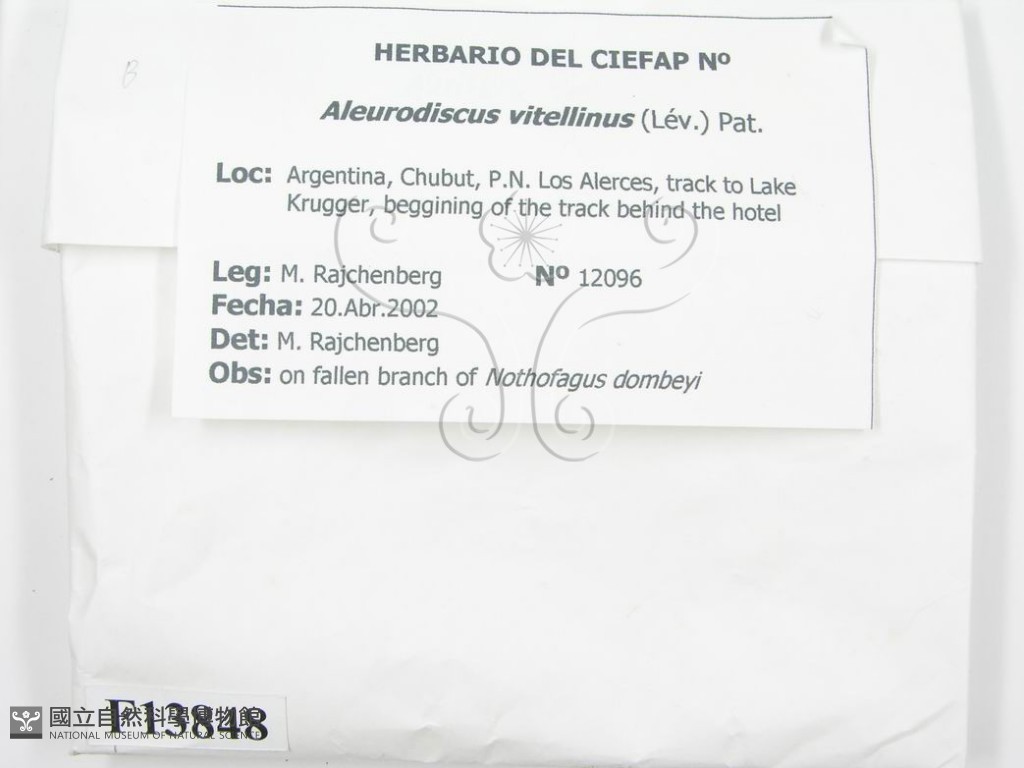 B
HERBARIO DEL CIEFAP Nº
Aleurodiscus vitellinus (Lév.) Pat.
Loc: Argentina, Chubut, P.N. Los Alerces, track to Lake
Krugger, beggining of the track behind the hotel
Leg: M. Rajchenberg Nº 12096
Fecha: 20.Abr.2002
Det: M. Rajchenberg
Obs: on fallen branch of Nothofagus dombeyi
F13848
國立自然科學博物館
NATIONAL MUSEUM OF NATURAL SCIENCE